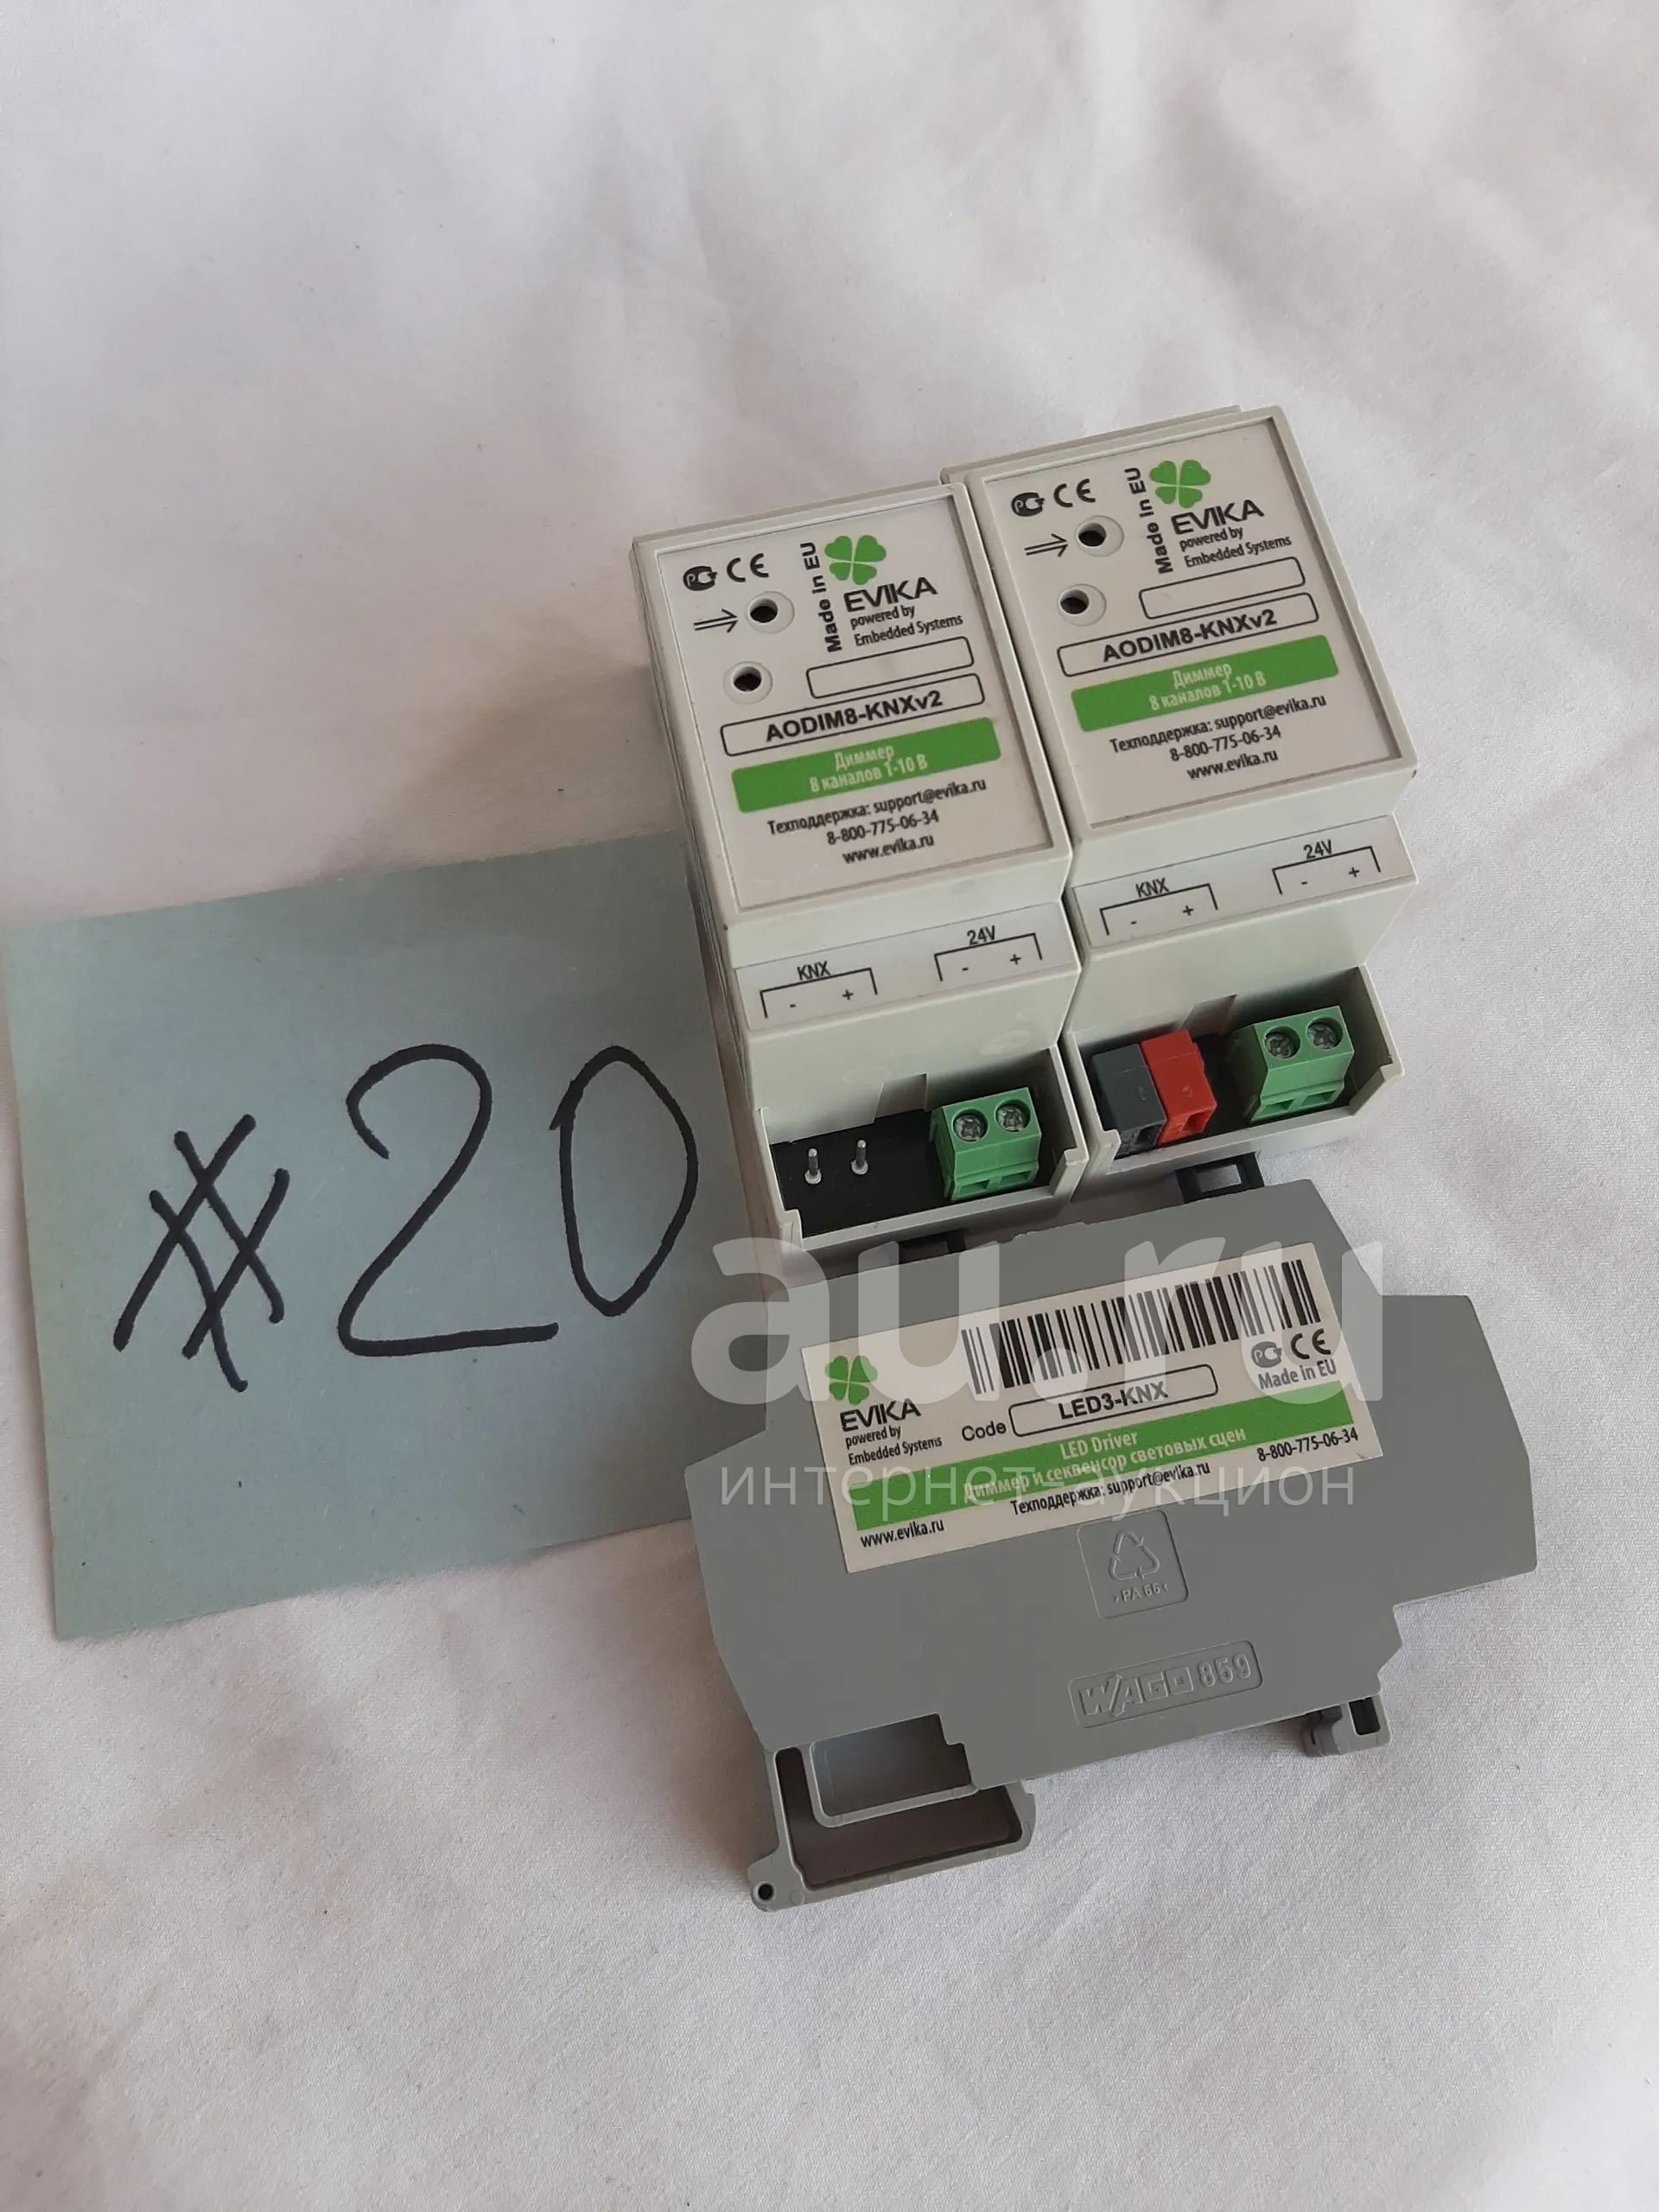 #20
CE
Made in EU
EVIKA
powered by
Embedded Systems
AODIM8-KNXv2
Диммер
8 каналов 1-10 В
Техподдержка: support@evika.ru
8-800-775-06-34
www.evika.ru
KNX
- +
24V
- +
CE
Made in EU
EVIKA
powered by
Embedded Systems
AODIM8-KNXv2
Диммер
8 каналов 1-10 В
Техподдержка: support@evika.ru
8-800-775-06-34
www.evika.ru
KNX
- +
24V
- +
EVIKA
powered by
Embedded Systems
Code LED3-KNX
CE
Made in EU
LED Driver
Диммер и секвенсор световых сцен
www.evika.ru
Техподдержка: support@evika.ru
8-800-775-06-34
>PA 66<
WAGO 859
au.ru
интернет-аукцион